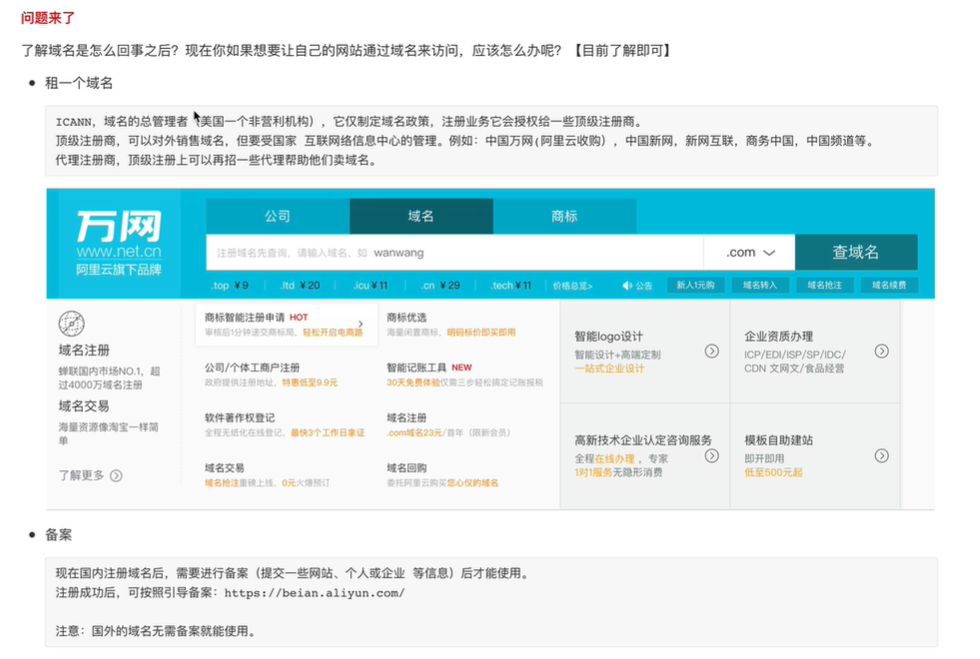 问题来了
了解域名是怎么回事之后？现在你如果想要让自己的网站通过域名来访问，应该怎么办呢？【目前了解即可】
租一个域名
ICANN，域名的总管理者（美国一个非营利机构），它仅制定域名政策，注册业务它会授权给一些顶级注册商。
顶级注册商，可以对外销售域名，但要受国家 互联网络信息中心的管理。例如：中国万网(阿里云收购），中国新网，新网互联，商务中国，中国频道等。
代理注册商，顶级注册上可以再招一些代理帮助他们卖域名。
万网
www.net.cn
阿里云旗下品牌
公司 域名 商标
注册域名先查询，请输入域名，如 wanwang .com 查域名
.top ¥9 .ltd ¥20 .icu ¥11 .cn ¥29 .tech ¥11 价格总览> 公告 新人1元购 域名转入 域名抢注 域名续费
域名注册
蝉联国内市场NO.1，超
过4000万域名注册
域名交易
海量资源像淘宝一样简
单
了解更多
商标智能注册申请 HOT
审核后1分钟递交商标局，轻松开启电商路
公司/个体工商户注册
政府提供注册地址，特惠低至9.9元
软件著作权登记
全程无纸化在线登记，最快3个工作日拿证
域名交易
域名抢注重磅上线，0元火爆预订
商标优选
海量闲置商标，明码标价即买即用
智能记账工具 NEW
30天免费体验仅需三步轻松搞定记账报税
域名注册
.com域名23元/首年（限新会员）
域名回购
委托阿里云购买您心仪的域名
智能logo设计
智能设计+高端定制
一站式企业设计
企业资质办理
ICP/EDI/ISP/SP/IDC/
CDN 文网文/食品经营
高新技术企业认定咨询服务
全程在线办理，专家
1对1服务无隐形消费
模板自助建站
即开即用
低至500元起
备案
现在国内注册域名后，需要进行备案（提交一些网站、个人或企业 等信息）后才能使用。
注册成功后，可按照引导备案：https://beian.aliyun.com/
注意：国外的域名无需备案就能使用。